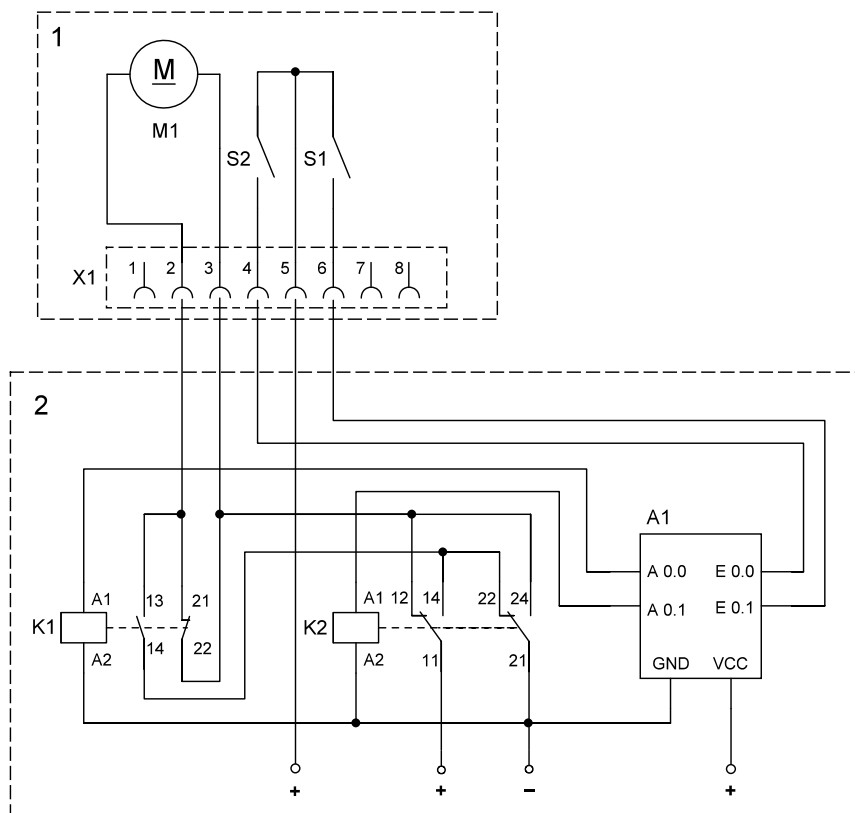 1
M
M1
S2
S1
X1
1 2 3 4 5 6 7 8
2
A1
A 0.0 E 0.0
A 0.1 E 0.1
GND VCC
K1
A1
A2
13 21
14 22
K2
A1
A2
12 14 22 24
11 21
+ + − +